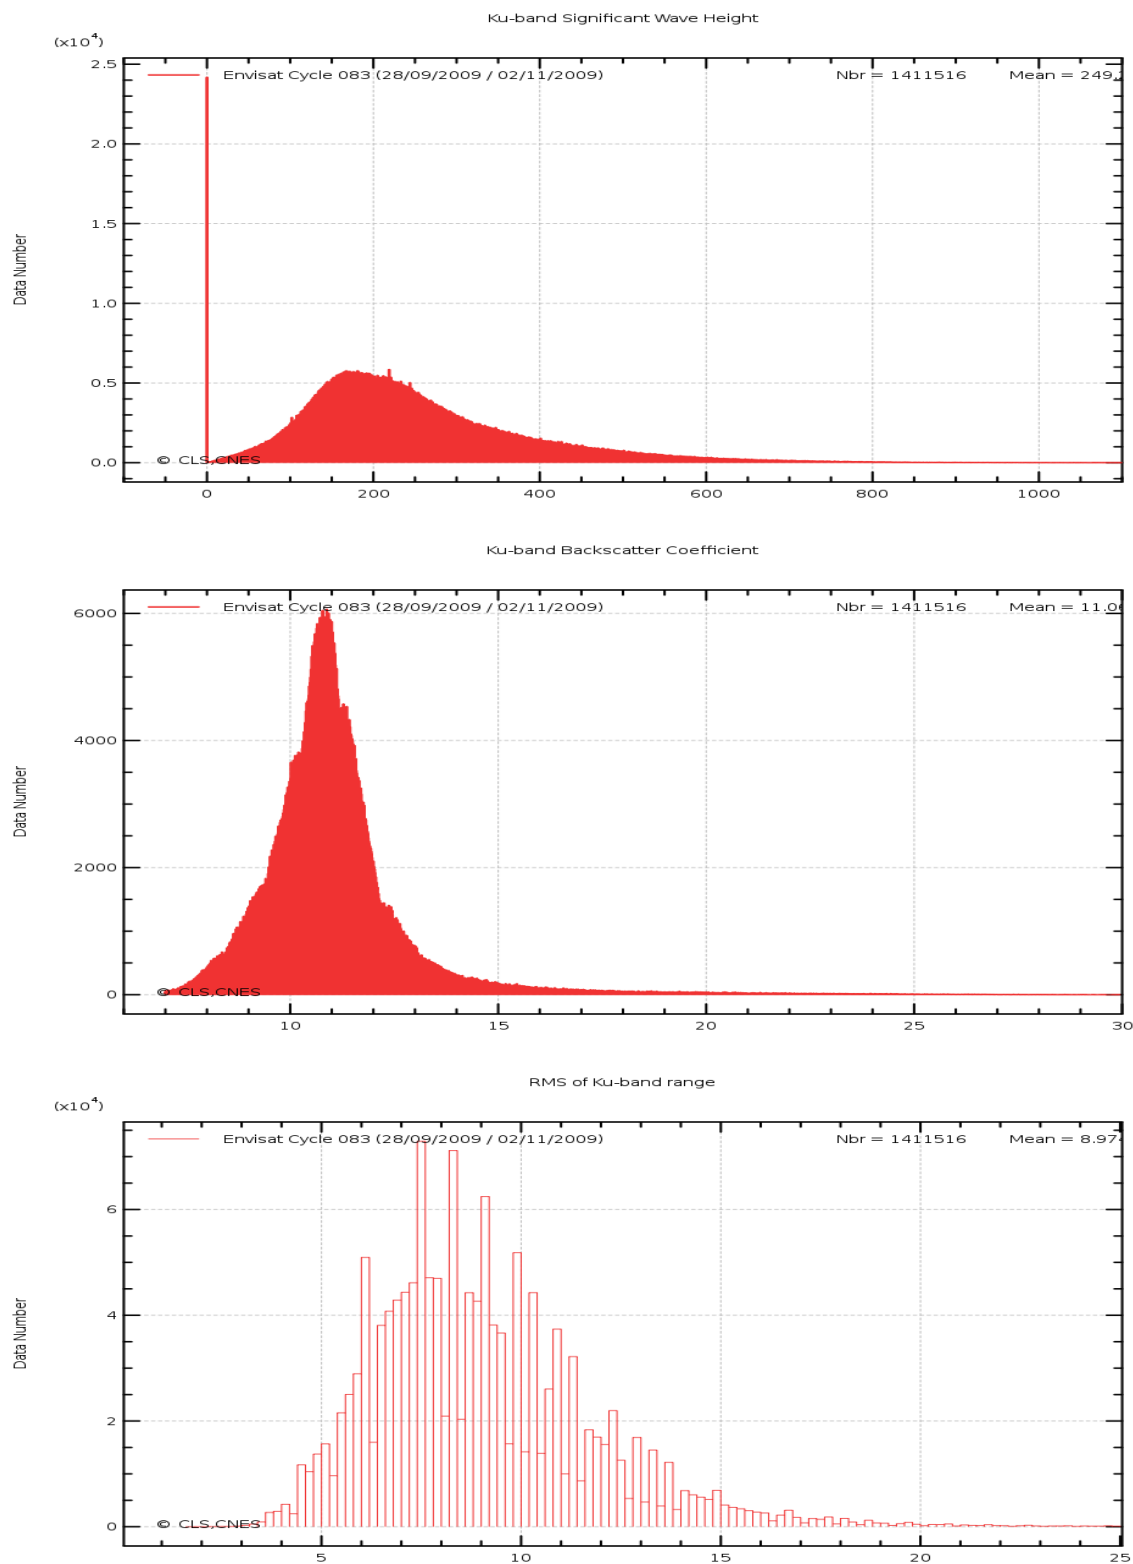 Ku-band Significant Wave Height
(x10⁴)
Envisat Cycle 083 (28/09/2009 / 02/11/2009) Nbr = 1411516 Mean = 249.
2.5
2.0
1.5
1.0
0.5
0.0
Data Number
© CLS,CNES
0 200 400 600 800 1000
Ku-band Backscatter Coefficient
Envisat Cycle 083 (28/09/2009 / 02/11/2009) Nbr = 1411516 Mean = 11.0
6000
4000
2000
0
Data Number
© CLS,CNES
10 15 20 25 30
RMS of Ku-band range
(x10⁴)
Envisat Cycle 083 (28/09/2009 / 02/11/2009) Nbr = 1411516 Mean = 8.97
6
4
2
0
Data Number
© CLS,CNES
5 10 15 20 25